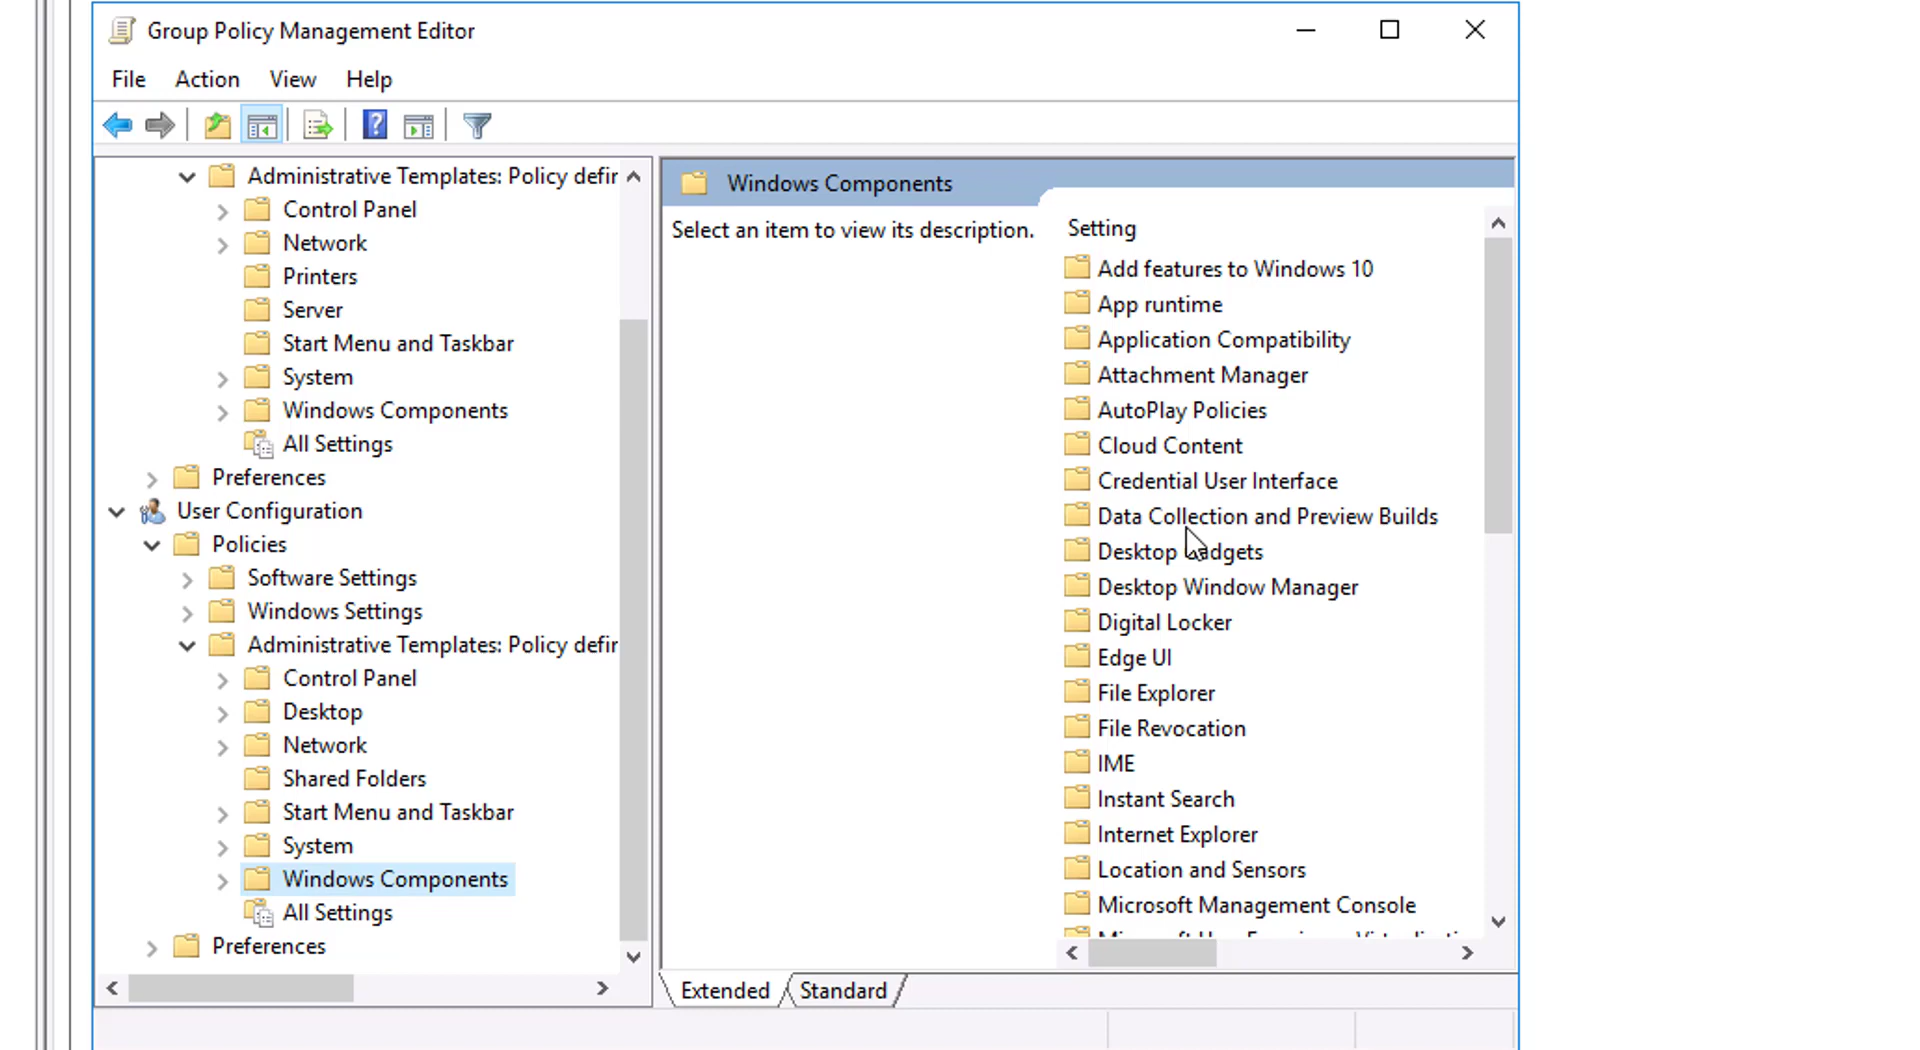 Group Policy Management Editor
File Action View Help
Administrative Templates: Policy defir
Control Panel
Network
Printers
Server
Start Menu and Taskbar
System
Windows Components
All Settings
Preferences
User Configuration
Policies
Software Settings
Windows Settings
Administrative Templates: Policy defir
Control Panel
Desktop
Network
Shared Folders
Start Menu and Taskbar
System
Windows Components
All Settings
Preferences
Windows Components
Select an item to view its description.
Setting
Add features to Windows 10
App runtime
Application Compatibility
Attachment Manager
AutoPlay Policies
Cloud Content
Credential User Interface
Data Collection and Preview Builds
Desktop Gadgets
Desktop Window Manager
Digital Locker
Edge UI
File Explorer
File Revocation
IME
Instant Search
Internet Explorer
Location and Sensors
Microsoft Management Console
Extended Standard